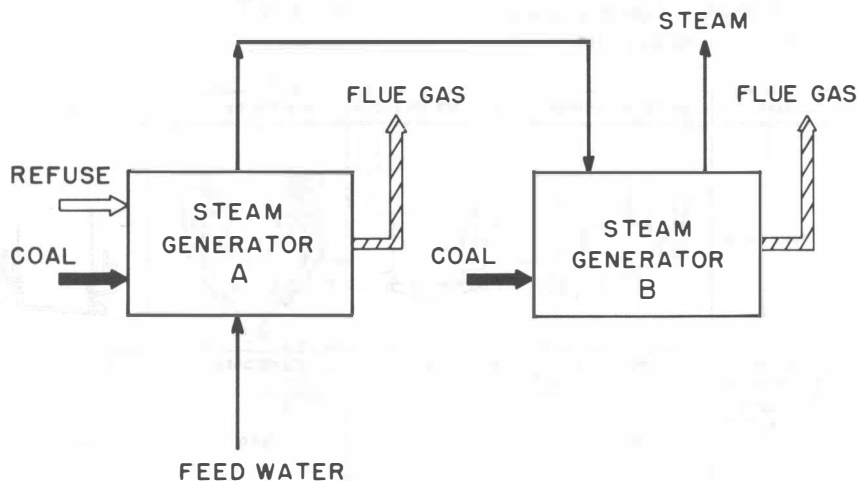 STEAM
FLUE GAS
FLUE GAS
REFUSE
STEAM
GENERATOR
A
COAL
STEAM
GENERATOR
B
COAL
FEED WATER